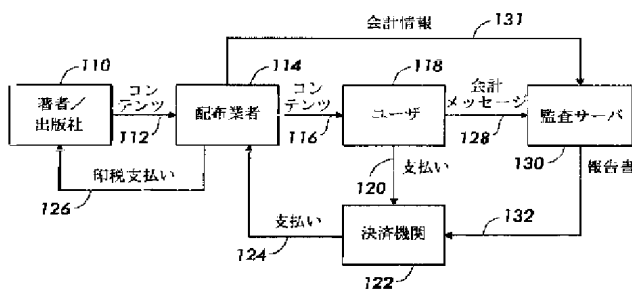 会計情報
131
110
114
118
コン
テンツ
コン
テンツ
会計
メッセージ
著者／
出版社
配布業者
ユーザ
監査サーバ
112
116
128
130
印税支払い
126
120
支払い
報告書
支払い
124
決済機関
132
122